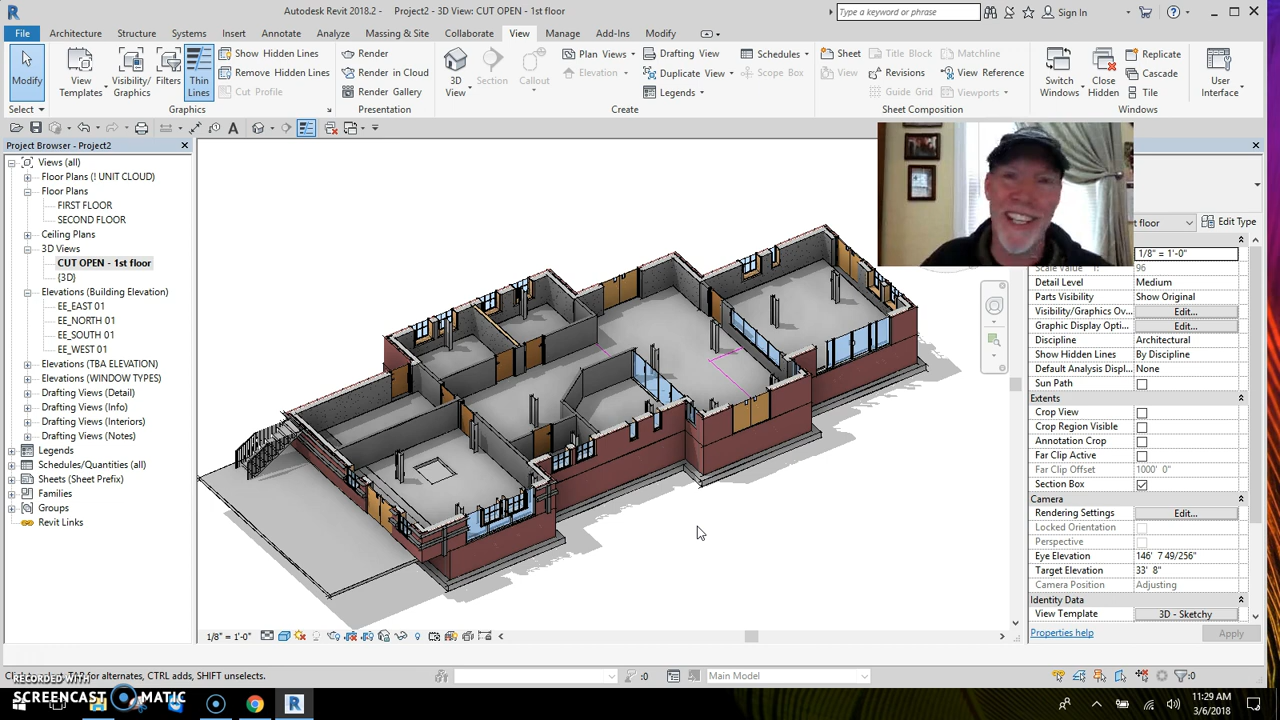 Autodesk Revit 2018.2 - Project2 - 3D View: CUT OPEN - 1st floor
Type a keyword or phrase
Sign In
File Architecture Structure Systems Insert Annotate Analyze Massing & Site Collaborate View Manage Add-Ins Modify
Modify
View Templates
Visibility/ Graphics
Filters
Thin Lines
Show Hidden Lines
Remove Hidden Lines
Cut Profile
Render
Render in Cloud
Render Gallery
3D View
Section
Callout
Plan Views
Elevation
Drafting View
Duplicate View
Legends
Schedules
Scope Box
Sheet
View
Title Block
Revisions
Guide Grid
Matchline
View Reference
Viewports
Switch Windows
Close Hidden
Replicate
Cascade
Tile
User Interface
Select Graphics Presentation Create Sheet Composition Windows
Project Browser - Project2
Views (all)
Floor Plans (! UNIT CLOUD)
Floor Plans
FIRST FLOOR
SECOND FLOOR
Ceiling Plans
3D Views
CUT OPEN - 1st floor
{3D}
Elevations (Building Elevation)
EE_EAST 01
EE_NORTH 01
EE_SOUTH 01
EE_WEST 01
Elevations (TBA ELEVATION)
Elevations (WINDOW TYPES)
Drafting Views (Detail)
Drafting Views (Info)
Drafting Views (Interiors)
Drafting Views (Notes)
Legends
Schedules/Quantities (all)
Sheets (Sheet Prefix)
Families
Groups
Revit Links
t floor
Edit Type
1/8" = 1'-0"
Scale Value 1: 96
Detail Level Medium
Parts Visibility Show Original
Visibility/Graphics Ov... Edit...
Graphic Display Opti... Edit...
Discipline Architectural
Show Hidden Lines By Discipline
Default Analysis Displ... None
Sun Path
Extents
Crop View
Crop Region Visible
Annotation Crop
Far Clip Active
Far Clip Offset 1000' 0"
Section Box
Camera
Rendering Settings Edit...
Locked Orientation
Perspective
Eye Elevation 146' 7 49/256"
Target Elevation 33' 8"
Camera Position Adjusting
Identity Data
View Template 3D - Sketchy
Properties help
Apply
1/8" = 1'-0"
TAB for alternates, CTRL adds, SHIFT unselects.
:0
Main Model
:0
RECORDED WITH
SCREENCAST MATIC
11:29 AM
3/6/2018